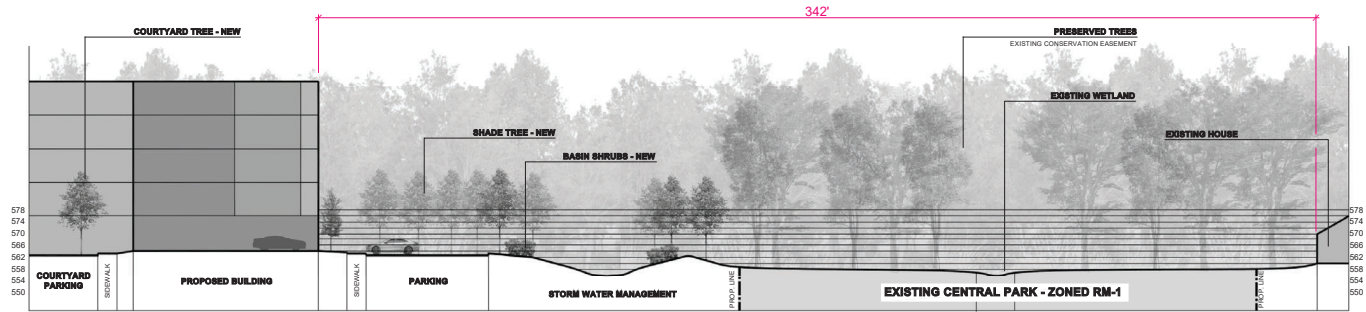 342'
COURTYARD TREE - NEW
PRESERVED TREES
EXISTING CONSERVATION EASEMENT
EXISTING WETLAND
SHADE TREE - NEW
EXISTING HOUSE
BASIN SHRUBS - NEW
578
574
570
566
562
558
554
550
578
574
570
566
562
558
554
550
COURTYARD
PARKING
SIDEWALK
PROPOSED BUILDING
SIDEWALK
PARKING
STORM WATER MANAGEMENT
PROP. LINE
EXISTING CENTRAL PARK - ZONED RM-1
PROP. LINE